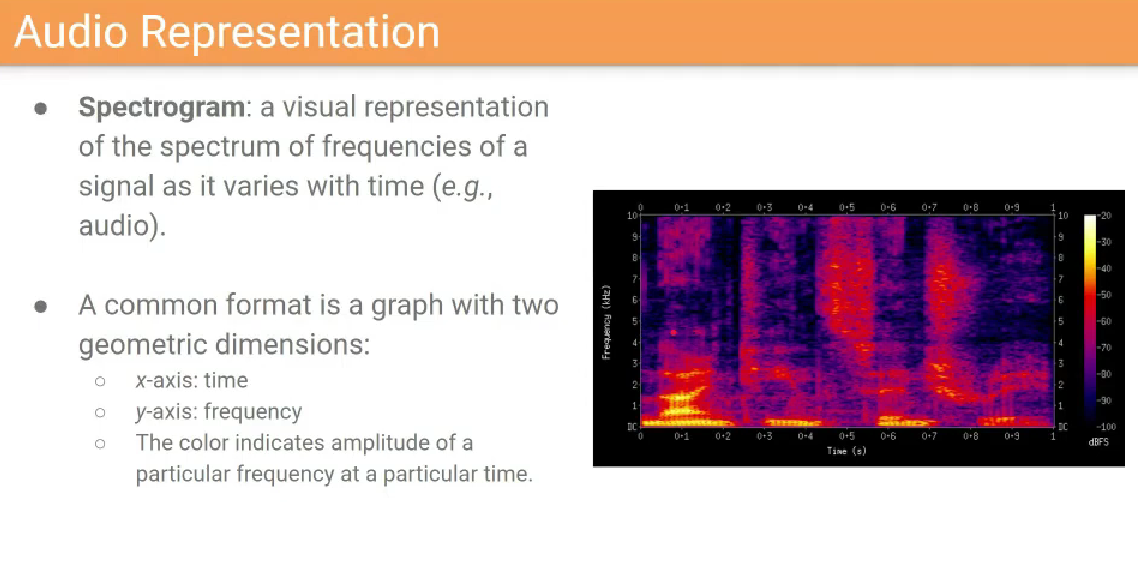 Audio Representation
● Spectrogram: a visual representation
of the spectrum of frequencies of a
signal as it varies with time (e.g.,
audio).
● A common format is a graph with two
geometric dimensions:
○ x-axis: time
○ y-axis: frequency
○ The color indicates amplitude of a
particular frequency at a particular time.
0 0·1 0·2 0·3 0·4 0·5 0·6 0·7 0·8 0·9 1
10 10 -20
9 9 -30
8 8
7 7 -40
6 6 -50
5 5 -60
4 4 -70
3 3 -80
2 2 -90
1 1
DC DC -100
0 0·1 0·2 0·3 0·4 0·5 0·6 0·7 0·8 0·9 1
Frequency (kHz)
Time (s)
dBFS